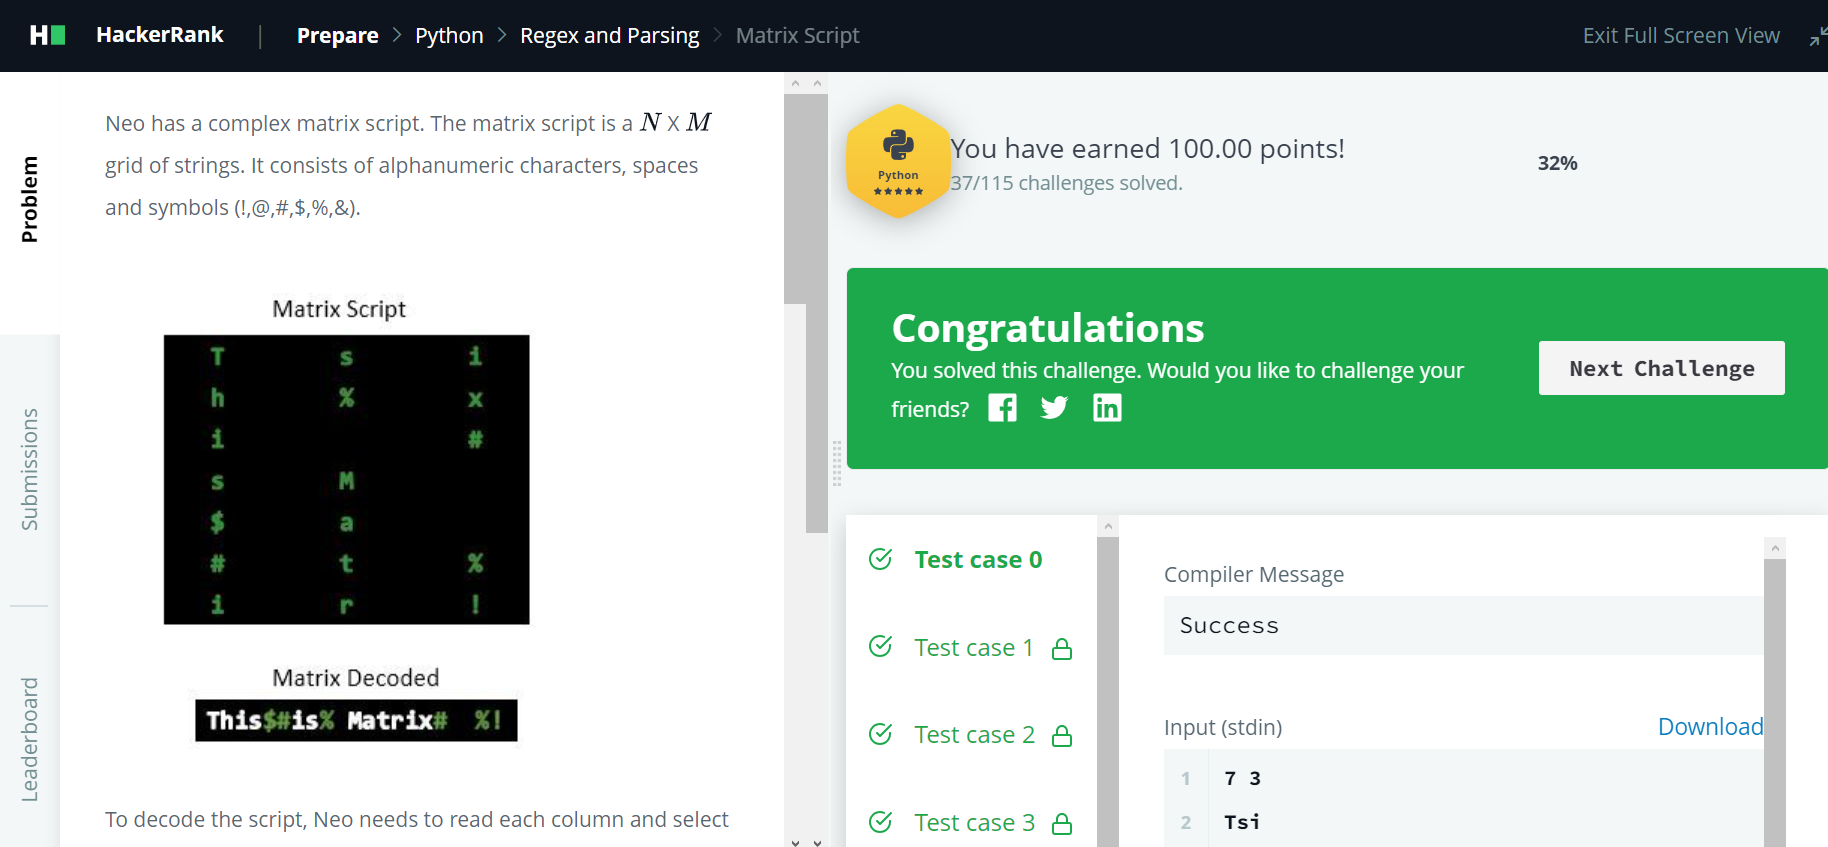 H HackerRank | Prepare > Python > Regex and Parsing > Matrix Script Exit Full Screen View
Problem
Submissions
Leaderboard
Neo has a complex matrix script. The matrix script is a N X M
grid of strings. It consists of alphanumeric characters, spaces
and symbols (!,@,#,$,%,&).
Matrix Script
T s i
h % x
i #
s M
$ a
# t %
i r !
Matrix Decoded
This$#is% Matrix#  %!
To decode the script, Neo needs to read each column and select
Python
You have earned 100.00 points!
37/115 challenges solved.
32%
Congratulations
You solved this challenge. Would you like to challenge your
friends?
Next Challenge
Test case 0
Test case 1
Test case 2
Test case 3
Compiler Message
Success
Input (stdin) Download
1 7 3
2 Tsi